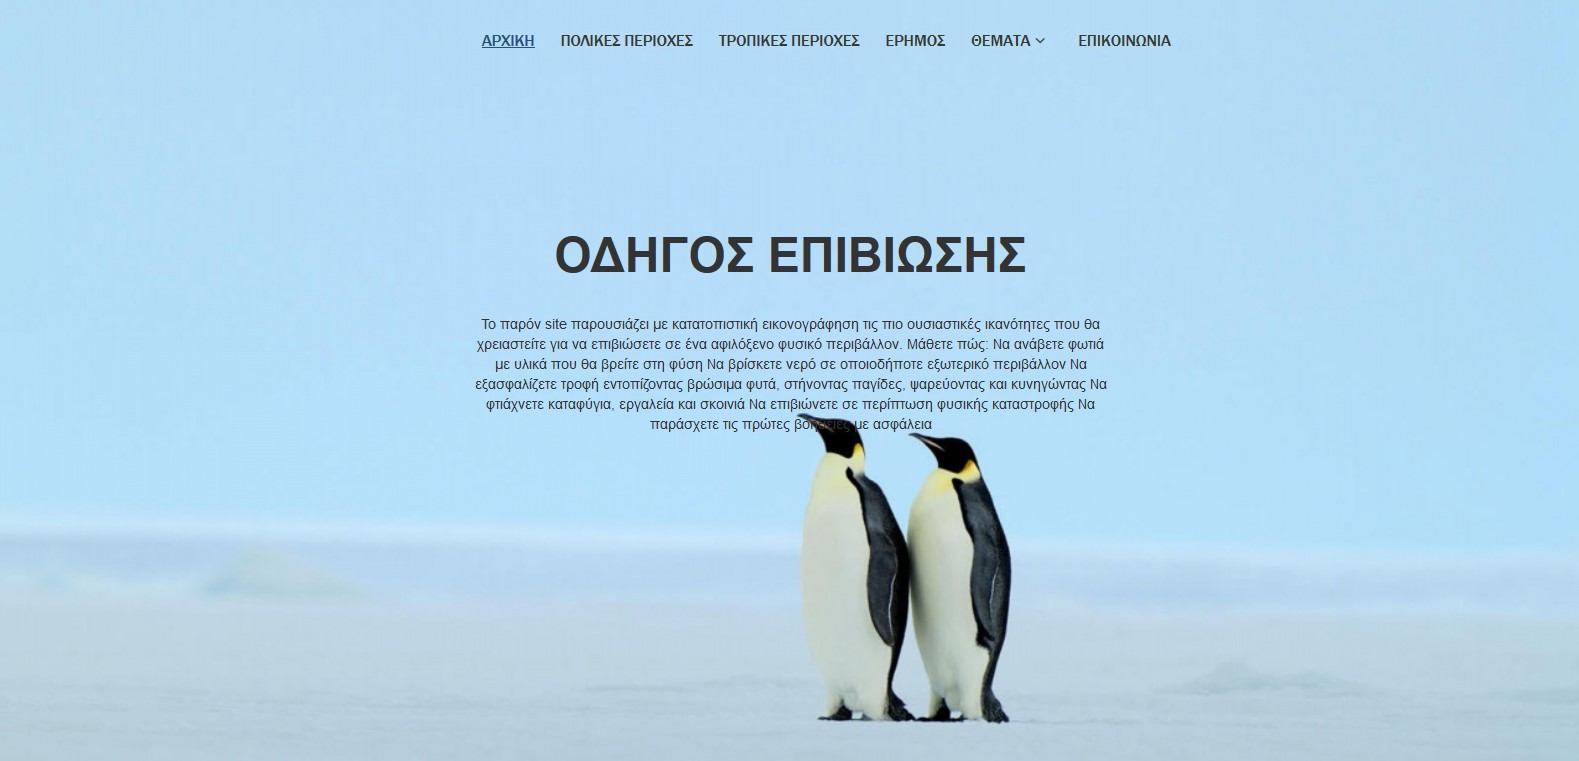 ΑΡΧΙΚΗ ΠΟΛΙΚΕΣ ΠΕΡΙΟΧΕΣ ΤΡΟΠΙΚΕΣ ΠΕΡΙΟΧΕΣ ΕΡΗΜΟΣ ΘΕΜΑΤΑ ΕΠΙΚΟΙΝΩΝΙΑ
ΟΔΗΓΟΣ ΕΠΙΒΙΩΣΗΣ
Το παρόν site παρουσιάζει με κατατοπιστική εικονογράφηση τις πιο ουσιαστικές ικανότητες που θα
χρειαστείτε για να επιβιώσετε σε ένα αφιλόξενο φυσικό περιβάλλον. Μάθετε πώς: Να ανάβετε φωτιά
με υλικά που θα βρείτε στη φύση Να βρίσκετε νερό σε οποιοδήποτε εξωτερικό περιβάλλον Να
εξασφαλίζετε τροφή εντοπίζοντας βρώσιμα φυτά, στήνοντας παγίδες, ψαρεύοντας και κυνηγώντας Να
φτιάχνετε καταφύγια, εργαλεία και σκοινιά Να επιβιώνετε σε περίπτωση φυσικής καταστροφής Να
παράσχετε τις πρώτες βοήθειες με ασφάλεια